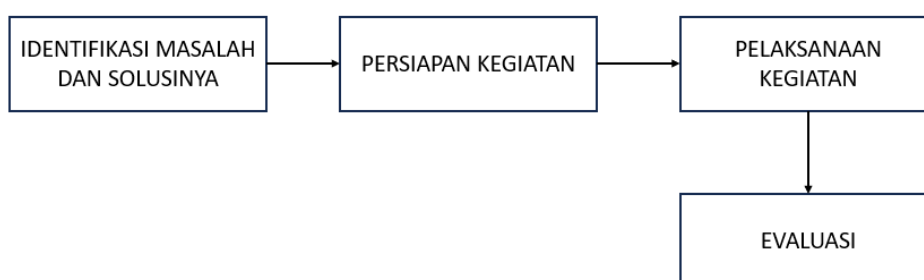 IDENTIFIKASI MASALAH
DAN SOLUSINYA
PERSIAPAN KEGIATAN
PELAKSANAAN
KEGIATAN
EVALUASI